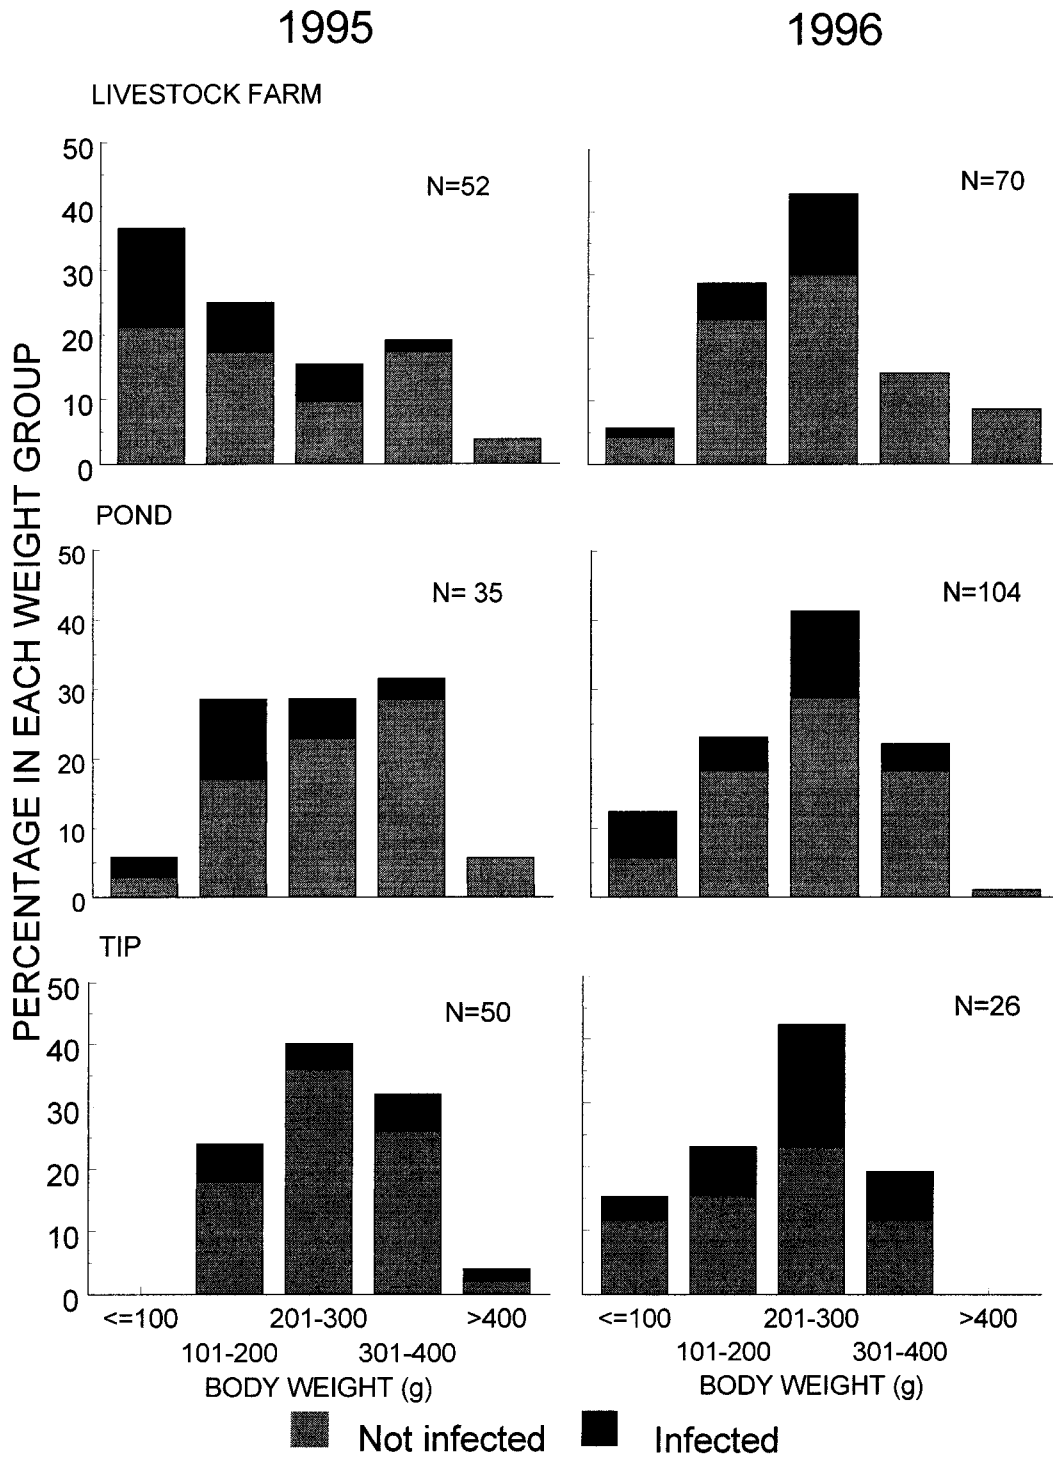 1995 1996
LIVESTOCK FARM
50
40
30
20
10
0
N=52
N=70
PERCENTAGE IN EACH WEIGHT GROUP
POND
50
40
30
20
10
0
N= 35
N=104
TIP
50
40
30
20
10
0
N=50
N=26
<=100 201-300 >400 <=100 201-300 >400
101-200 301-400 101-200 301-400
BODY WEIGHT (g) BODY WEIGHT (g)
Not infected Infected